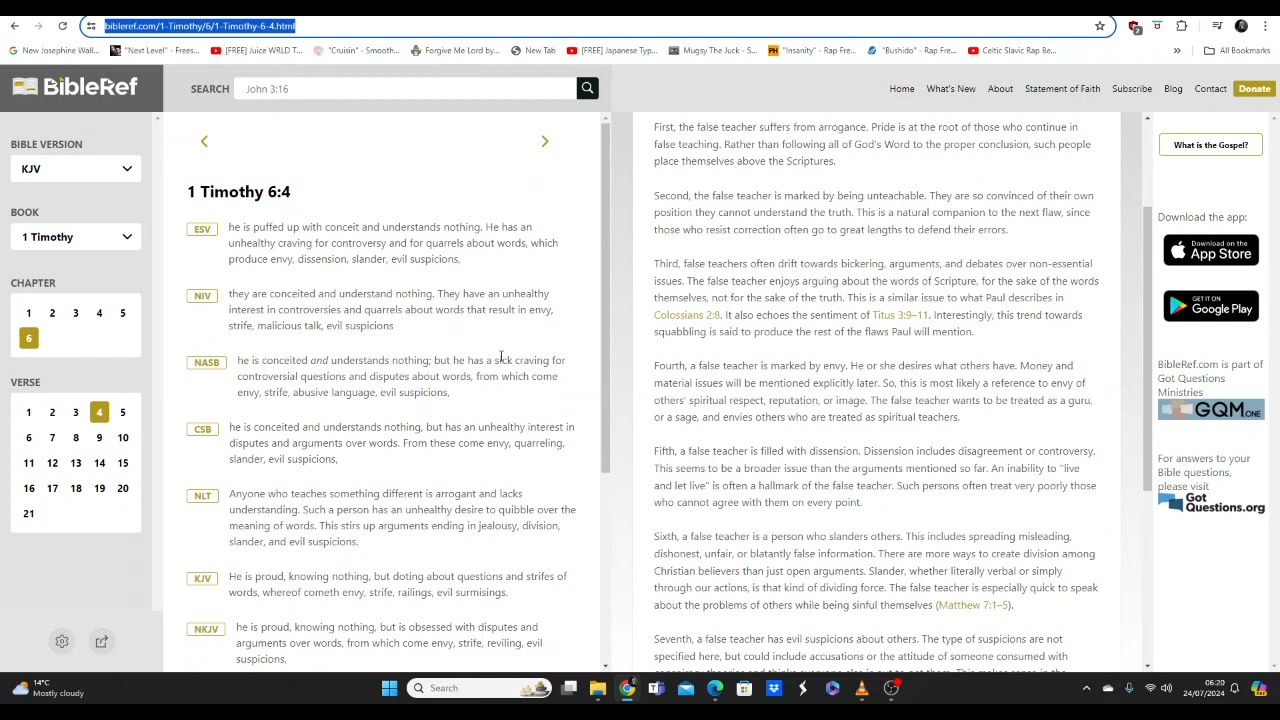 bibleref.com/1-Timothy/6/1-Timothy-6-4.html
2
New Josephine Wall...
"Next Level" - Frees...
[FREE] Juice WRLD T...
"Cruisin" - Smooth...
Forgive Me Lord by...
New Tab
[FREE] Japanese Typ...
Mugsy The Juck - S...
PH
"Insanity" - Rap Fre...
"Bushido" - Rap Fre...
Celtic Slavic Rap Be...
»
All Bookmarks
BibleRef
SEARCH
John 3:16
Home
What's New
About
Statement of Faith
Subscribe
Blog
Contact
Donate
BIBLE VERSION
KJV
BOOK
1 Timothy
CHAPTER
1 2 3 4 5
6
VERSE
1 2 3 4 5
6 7 8 9 10
11 12 13 14 15
16 17 18 19 20
21
1 Timothy 6:4
ESV
he is puffed up with conceit and understands nothing. He has an
unhealthy craving for controversy and for quarrels about words, which
produce envy, dissension, slander, evil suspicions,
NIV
they are conceited and understand nothing. They have an unhealthy
interest in controversies and quarrels about words that result in envy,
strife, malicious talk, evil suspicions
NASB
he is conceited and understands nothing; but he has a sick craving for
controversial questions and disputes about words, from which come
envy, strife, abusive language, evil suspicions,
CSB
he is conceited and understands nothing, but has an unhealthy interest in
disputes and arguments over words. From these come envy, quarreling,
slander, evil suspicions,
NLT
Anyone who teaches something different is arrogant and lacks
understanding. Such a person has an unhealthy desire to quibble over the
meaning of words. This stirs up arguments ending in jealousy, division,
slander, and evil suspicions.
KJV
He is proud, knowing nothing, but doting about questions and strifes of
words, whereof cometh envy, strife, railings, evil surmisings.
NKJV
he is proud, knowing nothing, but is obsessed with disputes and
arguments over words, from which come envy, strife, reviling, evil
suspicions,
First, the false teacher suffers from arrogance. Pride is at the root of those who continue in
false teaching. Rather than following all of God's Word to the proper conclusion, such people
place themselves above the Scriptures.
Second, the false teacher is marked by being unteachable. They are so convinced of their own
position they cannot understand the truth. This is a natural companion to the next flaw, since
those who resist correction often go to great lengths to defend their errors.
Third, false teachers often drift towards bickering, arguments, and debates over non-essential
issues. The false teacher enjoys arguing about the words of Scripture, for the sake of the words
themselves, not for the sake of the truth. This is a similar issue to what Paul describes in
Colossians 2:8. It also echoes the sentiment of Titus 3:9–11. Interestingly, this trend towards
squabbling is said to produce the rest of the flaws Paul will mention.
Fourth, a false teacher is marked by envy. He or she desires what others have. Money and
material issues will be mentioned explicitly later. So, this is most likely a reference to envy of
others' spiritual respect, reputation, or image. The false teacher wants to be treated as a guru,
or a sage, and envies others who are treated as spiritual teachers.
Fifth, a false teacher is filled with dissension. Dissension includes disagreement or controversy.
This seems to be a broader issue than the arguments mentioned so far. An inability to "live
and let live" is often a hallmark of the false teacher. Such persons often treat very poorly those
who cannot agree with them on every point.
Sixth, a false teacher is a person who slanders others. This includes spreading misleading,
dishonest, unfair, or blatantly false information. There are more ways to create division among
Christian believers than just open arguments. Slander, whether literally verbal or simply
through our actions, is that kind of dividing force. The false teacher is especially quick to speak
about the problems of others while being sinful themselves (Matthew 7:1–5).
Seventh, a false teacher has evil suspicions about others. The type of suspicions are not
specified here, but could include accusations or the attitude of someone consumed with
What is the Gospel?
Download the app:
Download on the
App Store
GET IT ON
Google Play
BibleRef.com is part of
Got Questions
Ministries
GQM.ONE
For answers to your
Bible questions,
please visit
Got
Questions.org
14°C
Mostly cloudy
Search
06:20
24/07/2024